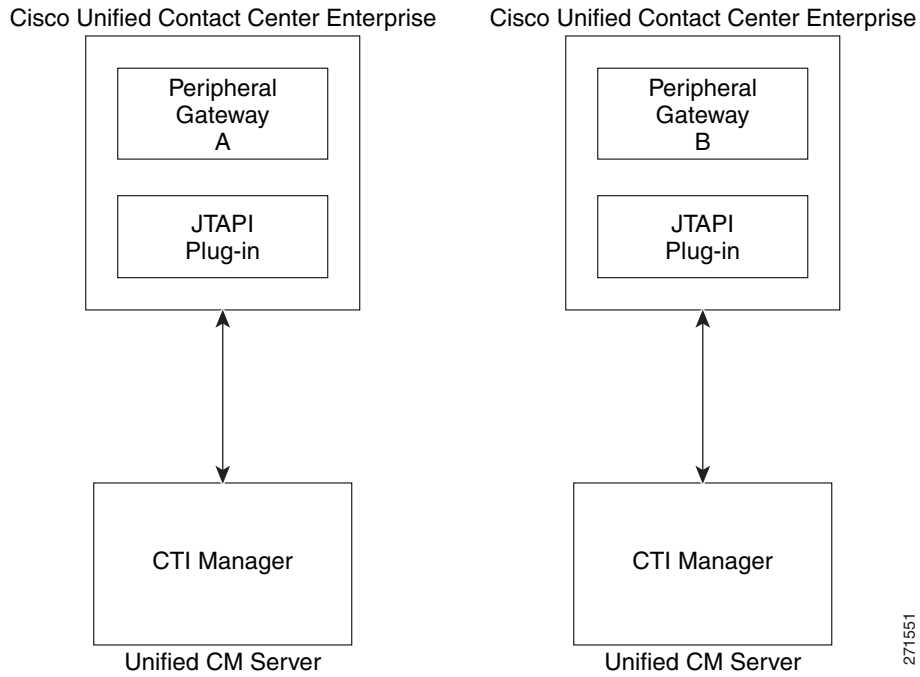 Cisco Unified Contact Center Enterprise
Peripheral
Gateway
A
JTAPI
Plug-in
CTI Manager
Unified CM Server
Cisco Unified Contact Center Enterprise
Peripheral
Gateway
B
JTAPI
Plug-in
CTI Manager
Unified CM Server
271551